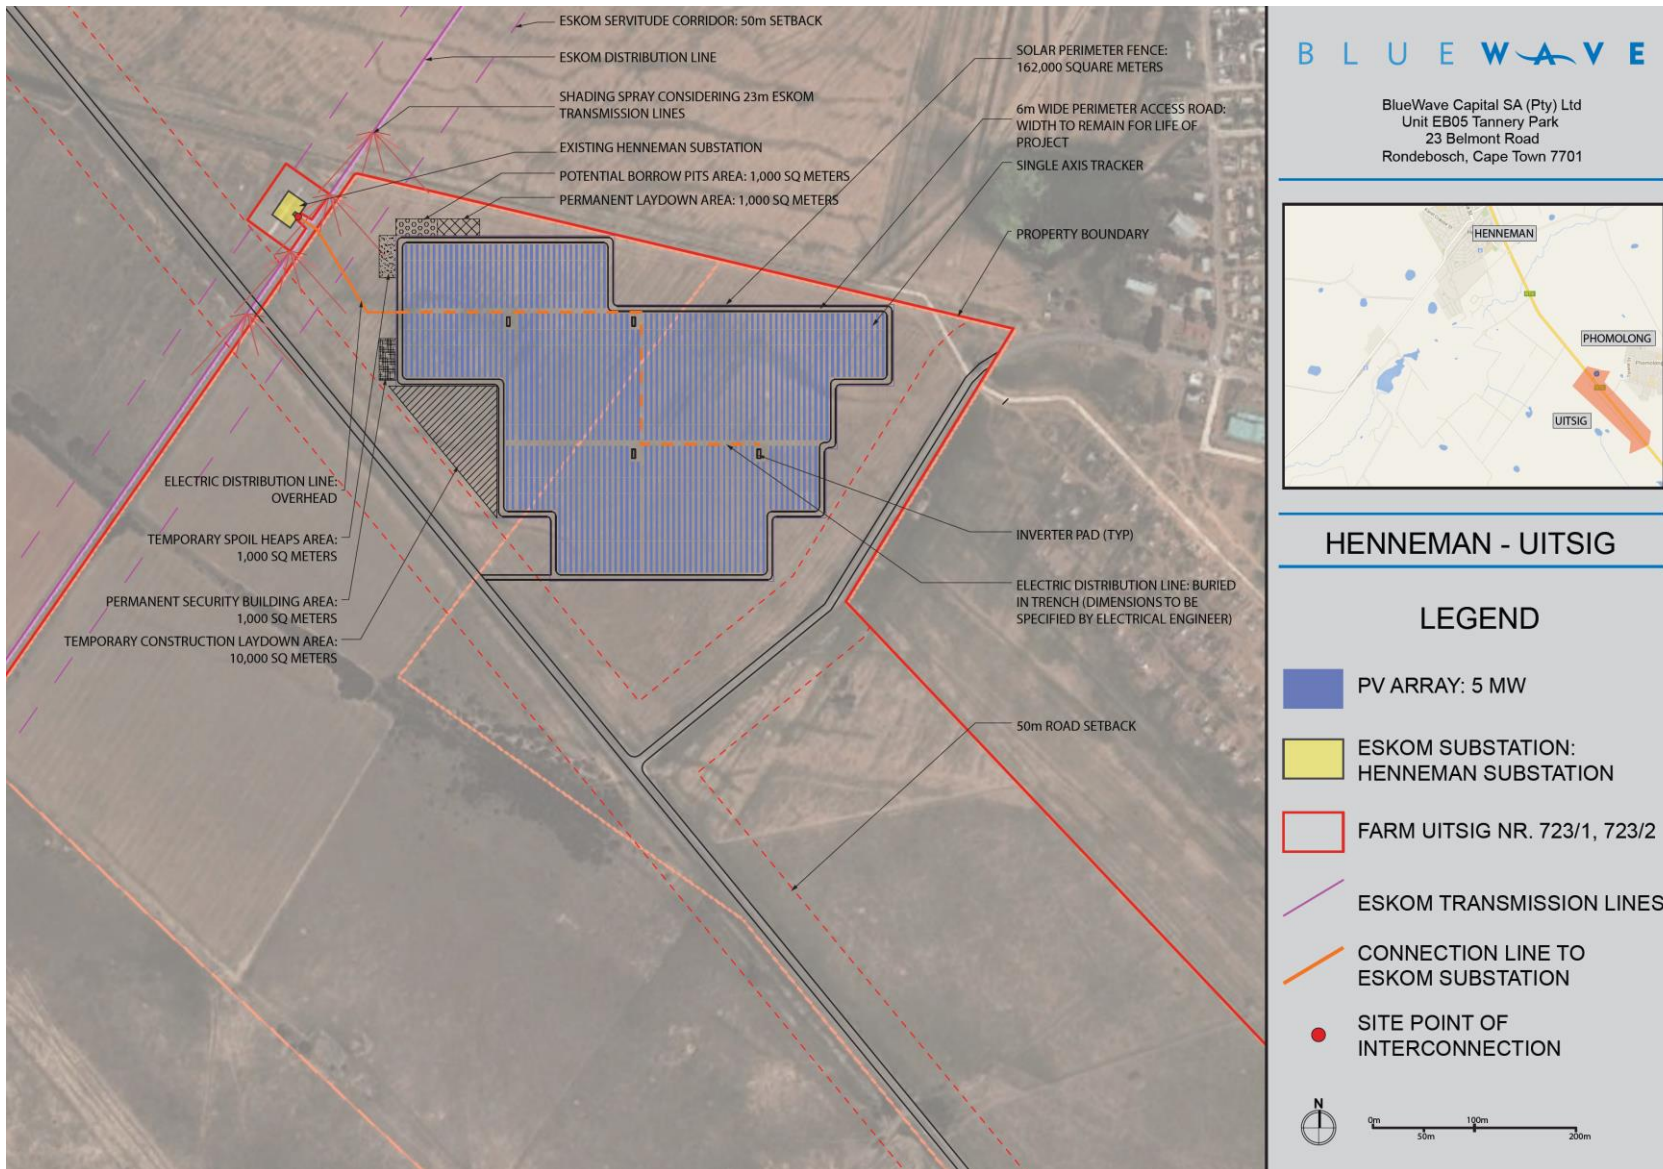 ESKOM SERVITUDE CORRIDOR: 50m SETBACK
ESKOM DISTRIBUTION LINE
SHADING SPRAY CONSIDERING 23m ESKOM
TRANSMISSION LINES
EXISTING HENNEMAN SUBSTATION
POTENTIAL BORROW PITS AREA: 1,000 SQ METERS
PERMANENT LAYDOWN AREA: 1,000 SQ METERS
SOLAR PERIMETER FENCE:
162,000 SQUARE METERS
6m WIDE PERIMETER ACCESS ROAD:
WIDTH TO REMAIN FOR LIFE OF
PROJECT
SINGLE AXIS TRACKER
PROPERTY BOUNDARY
ELECTRIC DISTRIBUTION LINE:
OVERHEAD
TEMPORARY SPOIL HEAPS AREA:
1,000 SQ METERS
PERMANENT SECURITY BUILDING AREA:
1,000 SQ METERS
TEMPORARY CONSTRUCTION LAYDOWN AREA:
10,000 SQ METERS
INVERTER PAD (TYP)
ELECTRIC DISTRIBUTION LINE: BURIED
IN TRENCH (DIMENSIONS TO BE
SPECIFIED BY ELECTRICAL ENGINEER)
50m ROAD SETBACK
BLUEWAVE
BlueWave Capital SA (Pty) Ltd
Unit EB05 Tannery Park
23 Belmont Road
Rondebosch, Cape Town 7701
HENNEMAN
PHOMOLONG
UITSIG
HENNEMAN - UITSIG
LEGEND
PV ARRAY: 5 MW
ESKOM SUBSTATION:
HENNEMAN SUBSTATION
FARM UITSIG NR. 723/1, 723/2
ESKOM TRANSMISSION LINES
CONNECTION LINE TO
ESKOM SUBSTATION
SITE POINT OF
INTERCONNECTION
N
0m 100m
50m 200m